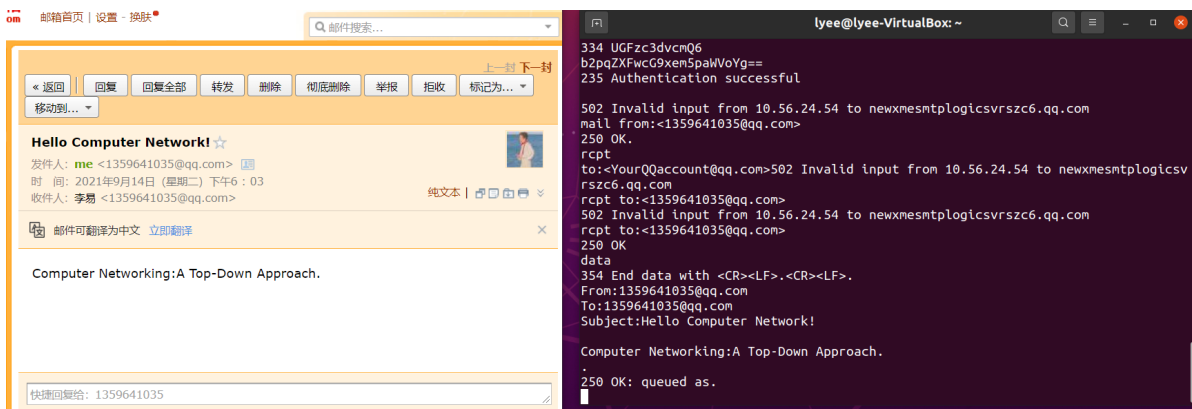 om 邮箱首页 | 设置 - 换肤
邮件搜索...
上一封 下一封
« 返回 回复 回复全部 转发 删除 彻底删除 举报 拒收 标记为...
移动到...
Hello Computer Network!
发件人： me <1359641035@qq.com>
时 间： 2021年9月14日 (星期二) 下午6：03
纯文本 |
收件人： 李易 <1359641035@qq.com>
邮件可翻译为中文 立即翻译
Computer Networking:A Top-Down Approach.
快捷回复给：1359641035
lyee@lyee-VirtualBox: ~
334 UGFzc3dvcmQ6
b2pqZXFwcG9xem5paWVoYg==
235 Authentication successful
502 Invalid input from 10.56.24.54 to newxmesmtplogicsvrszc6.qq.com
mail from:<1359641035@qq.com>
250 OK.
rcpt
to:<YourQQaccount@qq.com>502 Invalid input from 10.56.24.54 to newxmesmtplogicsv
rszc6.qq.com
rcpt to:<1359641035@qq.com>
502 Invalid input from 10.56.24.54 to newxmesmtplogicsvrszc6.qq.com
rcpt to:<1359641035@qq.com>
250 OK
data
354 End data with <CR><LF>.<CR><LF>.
From:1359641035@qq.com
To:1359641035@qq.com
Subject:Hello Computer Network!
Computer Networking:A Top-Down Approach.
.
250 OK: queued as.